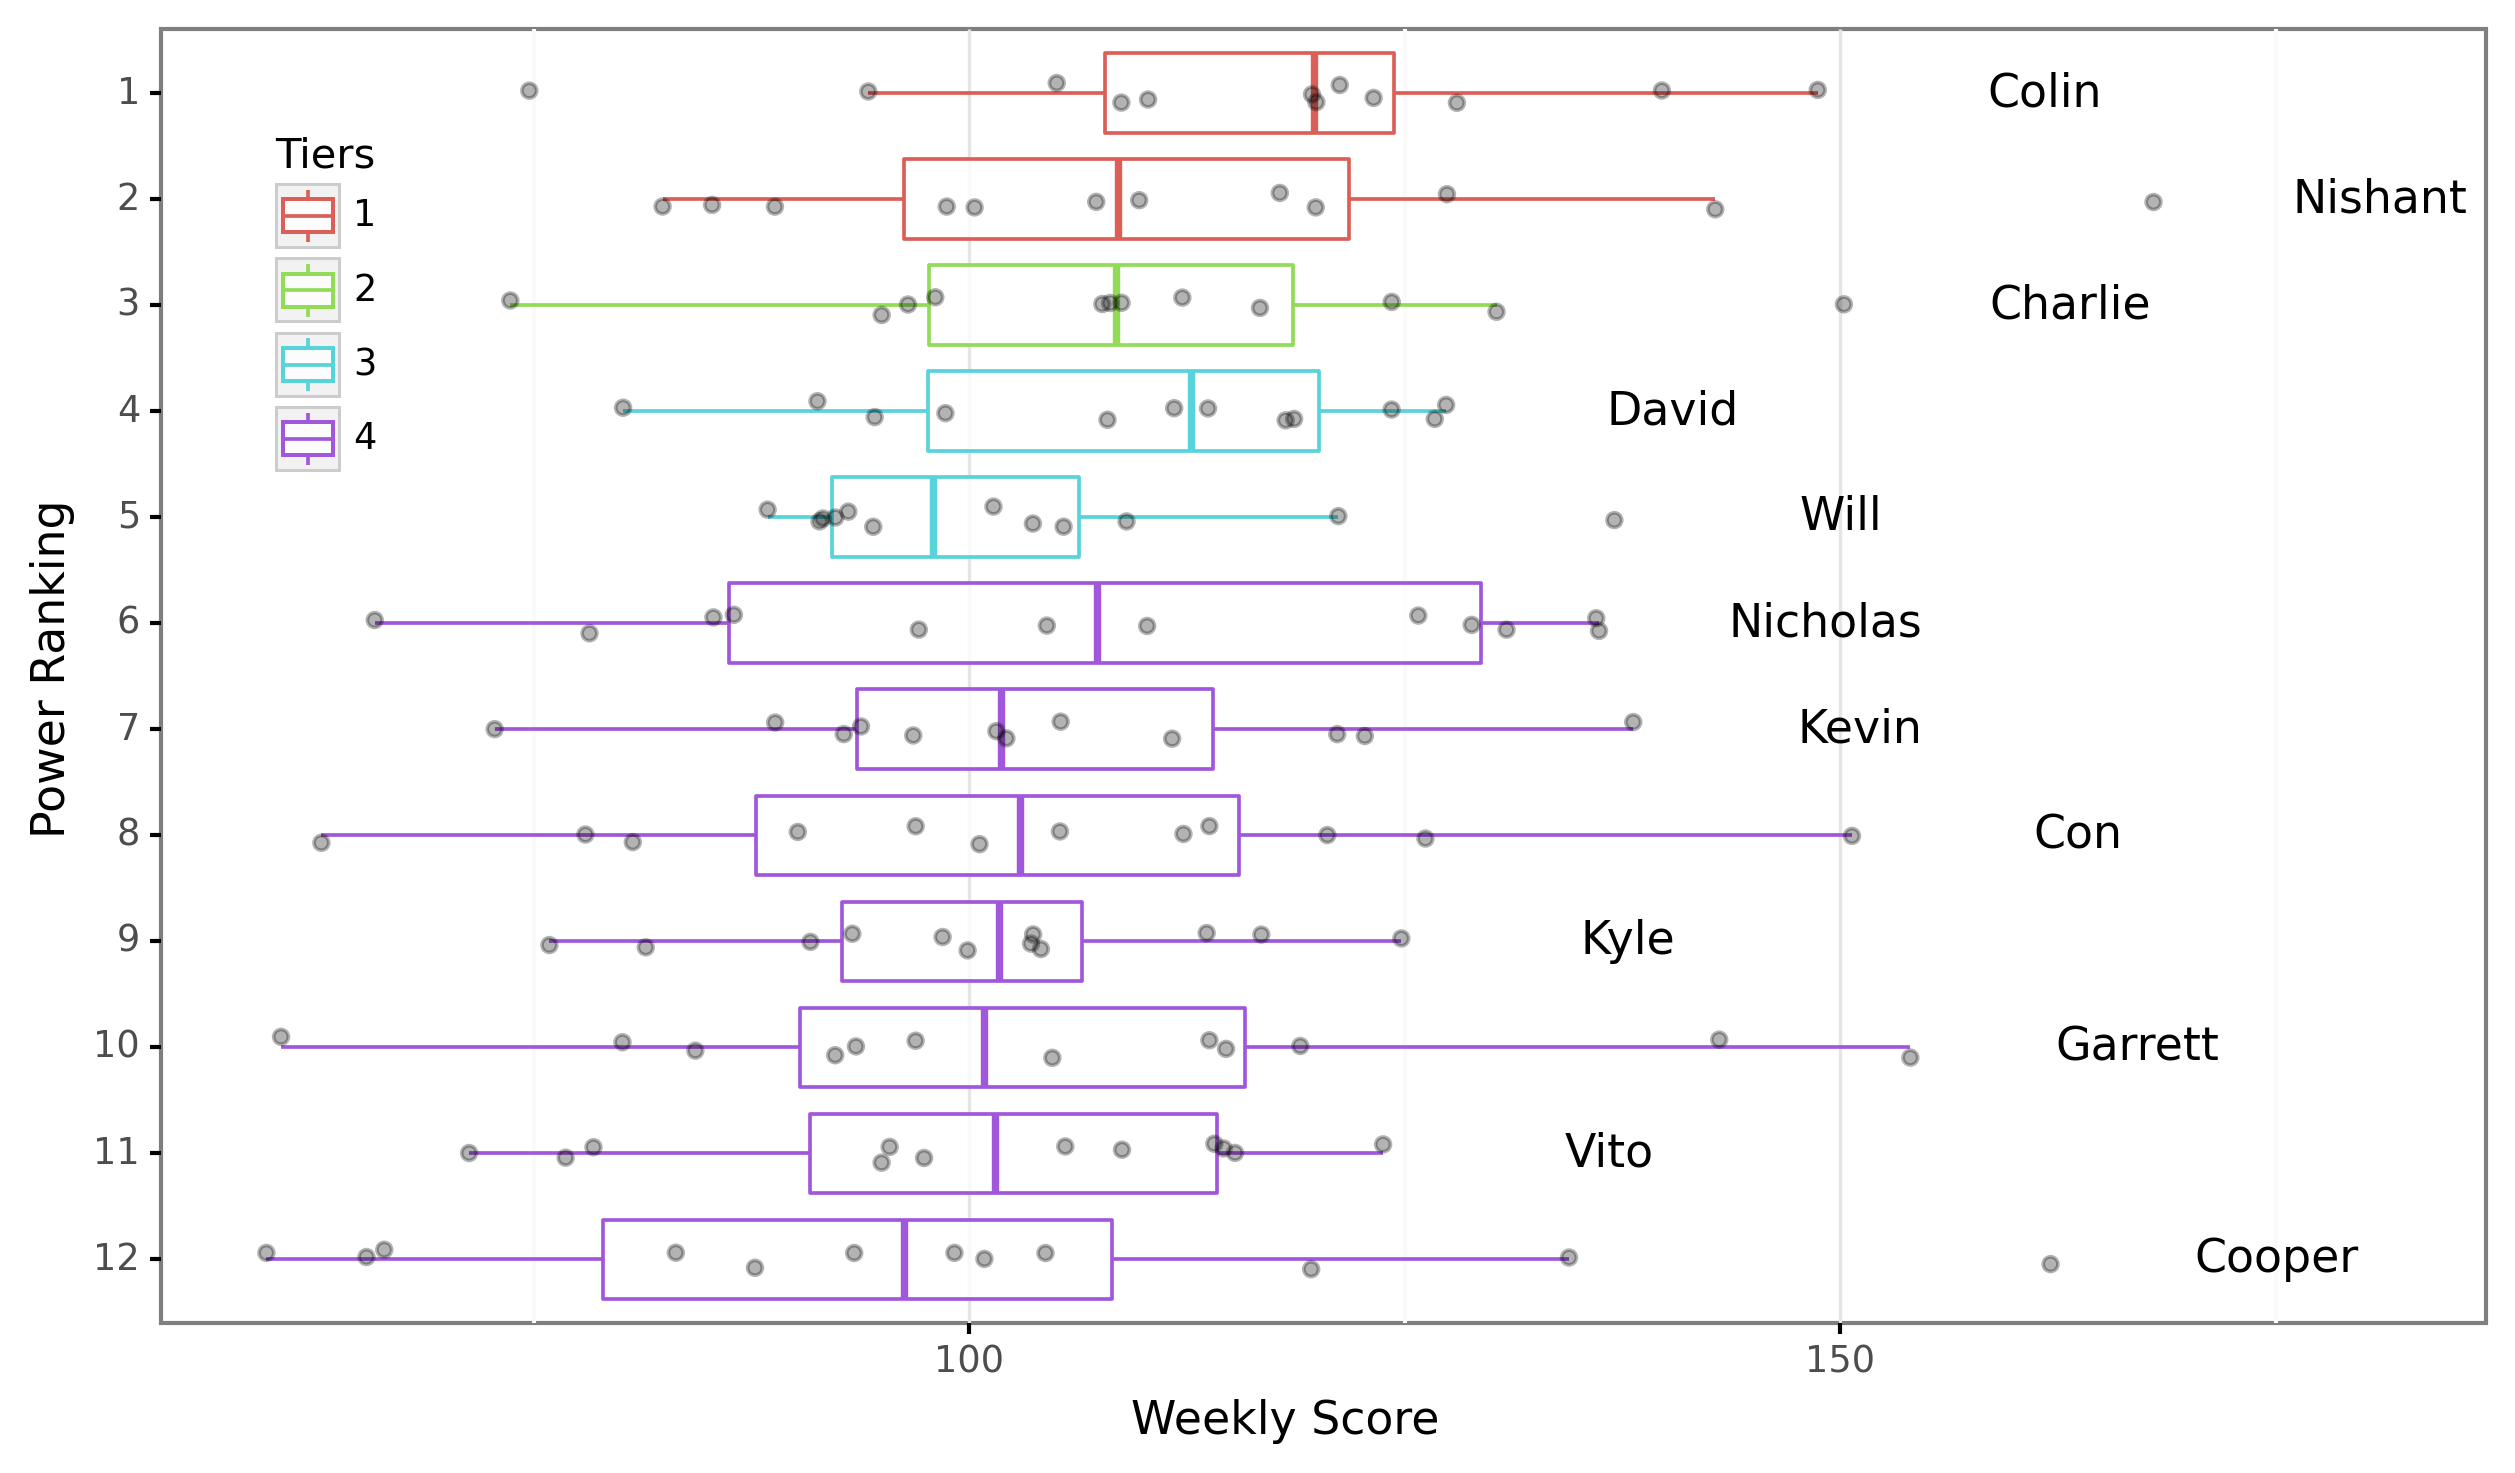 1 Colin
Tiers
1
2 Nishant
2
3 Charlie
3
4 David
4
5 Will
6 Nicholas
Power Ranking
7 Kevin
8 Con
9 Kyle
10 Garrett
11 Vito
12 Cooper
100 150
Weekly Score